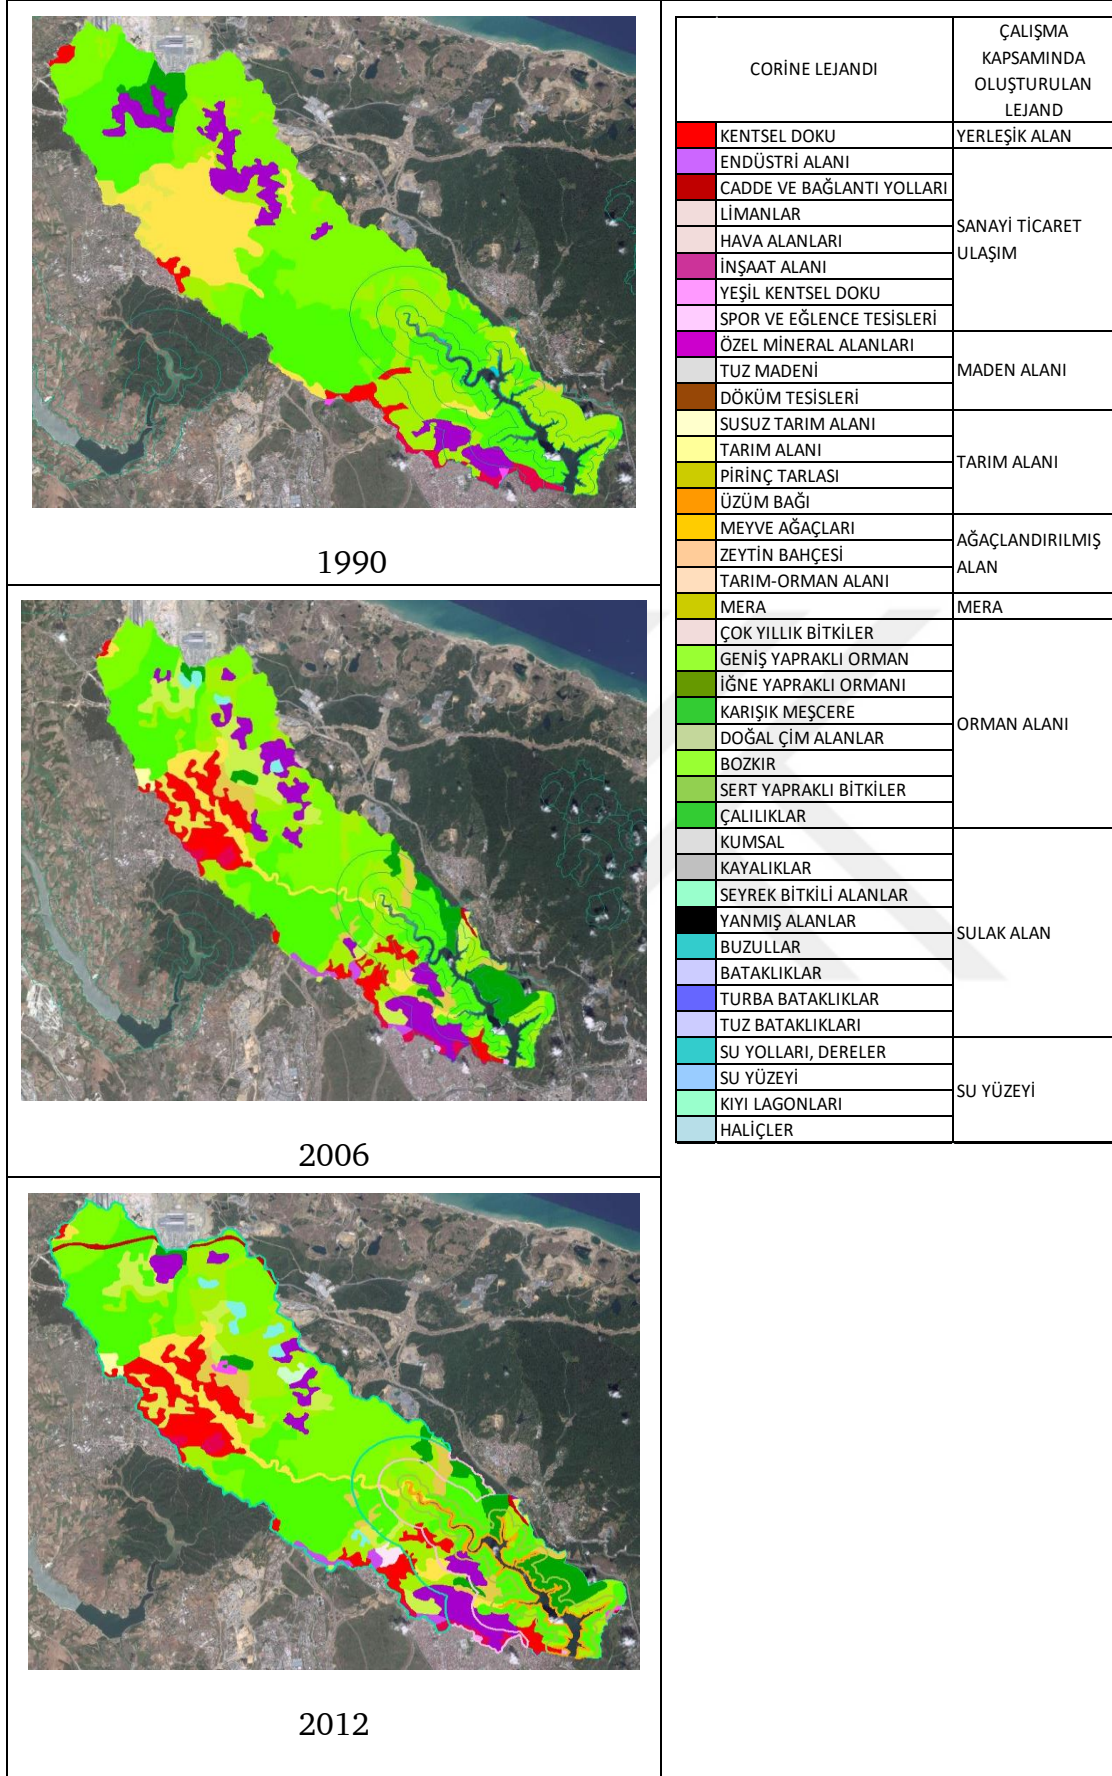 1990
2006
2012
CORİNE LEJANDI
ÇALIŞMA
KAPSAMINDA
OLUŞTURULAN
LEJAND
KENTSEL DOKU
YERLEŞİK ALAN
ENDÜSTRİ ALANI
CADDE VE BAĞLANTI YOLLARI
LİMANLAR
HAVA ALANLARI
İNŞAAT ALANI
YEŞİL KENTSEL DOKU
SPOR VE EĞLENCE TESİSLERİ
SANAYİ TİCARET
ULAŞIM
ÖZEL MİNERAL ALANLARI
TUZ MADENİ
DÖKÜM TESİSLERİ
MADEN ALANI
SUSUZ TARIM ALANI
TARIM ALANI
PİRİNÇ TARLASI
ÜZÜM BAĞI
TARIM ALANI
MEYVE AĞAÇLARI
ZEYTİN BAHÇESİ
TARIM-ORMAN ALANI
AĞAÇLANDIRILMIŞ
ALAN
MERA
MERA
ÇOK YILLIK BİTKİLER
GENİŞ YAPRAKLI ORMAN
İĞNE YAPRAKLI ORMANI
KARIŞIK MEŞCERE
DOĞAL ÇİM ALANLAR
BOZKIR
SERT YAPRAKLI BİTKİLER
ÇALILIKLAR
ORMAN ALANI
KUMSAL
KAYALIKLAR
SEYREK BİTKİLİ ALANLAR
YANMIŞ ALANLAR
BUZULLAR
BATAKLIKLAR
TURBA BATAKLIKLAR
TUZ BATAKLIKLARI
SULAK ALAN
SU YOLLARI, DERELER
SU YÜZEYİ
KIYI LAGONLARI
HALİÇLER
SU YÜZEYİ